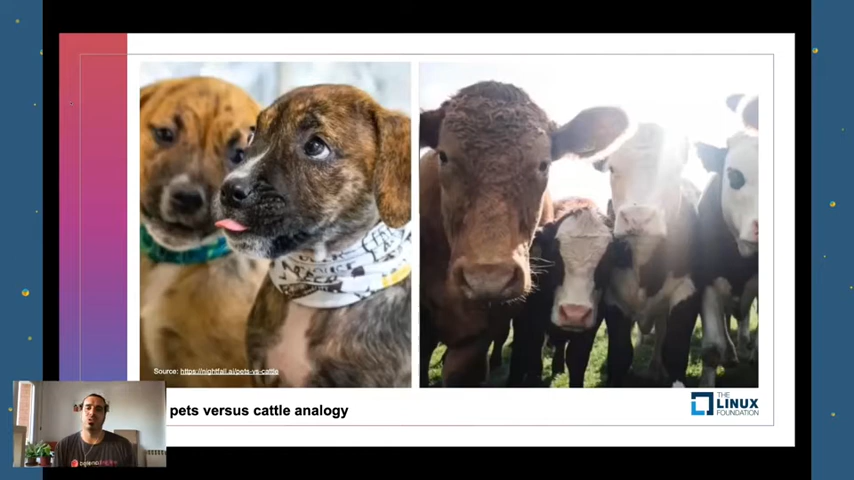 Source: https://nightfall.ai/pets-vs-cattle
pets versus cattle analogy
THE
LINUX
FOUNDATION